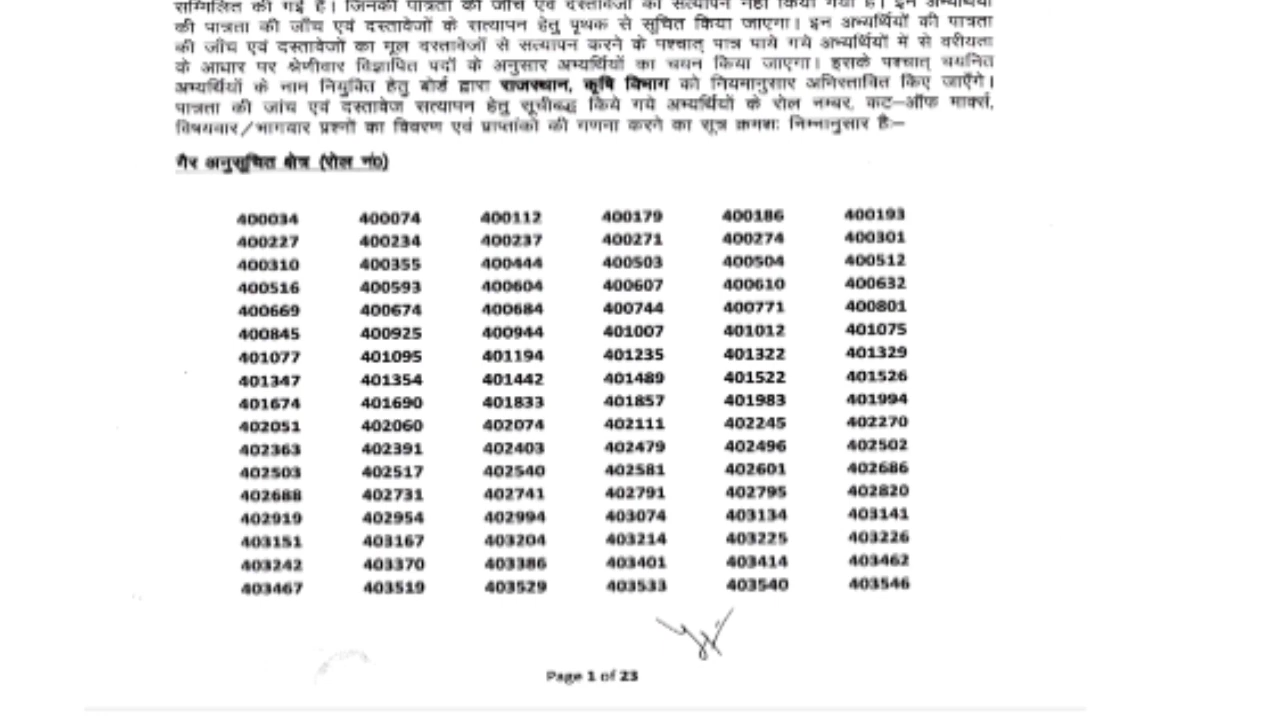 सम्मिलित की गई है। जिनकी पात्रता की जाँच एवं दस्तावेजों का सत्यापन नहीं किया गया है। इन अभ्यर्थियों
की पात्रता की जाँच एवं दस्तावेजों के सत्यापन हेतु पृथक से सूचित किया जाएगा। इन अभ्यर्थियों की पात्रता
की जाँच एवं दस्तावेजों का मूल दस्तावेजों से सत्यापन करने के पश्चात् पात्र पाये गये अभ्यर्थियों में से वरीयता
के आधार पर श्रेणीवार विज्ञापित पदों के अनुसार अभ्यर्थियों का चयन किया जाएगा। इसके पश्चात् चयनित
अभ्यर्थियों के नाम नियुक्ति हेतु बोर्ड द्वारा राजस्थान, कृषि विभाग को नियमानुसार अभिस्तावित किए जाएँगे।
पात्रता की जांच एवं दस्तावेज सत्यापन हेतु सूचीबद्ध किये गये अभ्यर्थियों के रोल नम्बर, कट–ऑफ मार्क्स,
विषयवार/भागवार प्रश्नों का विवरण एवं प्राप्तांको की गणना करने का सूत्र क्रमशः निम्नानुसार है:–
गैर अनुसूचित क्षेत्र (रोल नं0)
400034 400074 400112 400179 400186 400193
400227 400234 400237 400271 400274 400301
400310 400355 400444 400503 400504 400512
400516 400593 400604 400607 400610 400632
400669 400674 400684 400744 400771 400801
400845 400925 400944 401007 401012 401075
401077 401095 401194 401235 401322 401329
401347 401354 401442 401489 401522 401526
401674 401690 401833 401857 401983 401994
402051 402060 402074 402111 402245 402270
402363 402391 402403 402479 402496 402502
402503 402517 402540 402581 402601 402686
402688 402731 402741 402791 402795 402820
402919 402954 402994 403074 403134 403141
403151 403167 403204 403214 403225 403226
403242 403370 403386 403401 403414 403462
403467 403519 403529 403533 403540 403546
Page 1 of 23